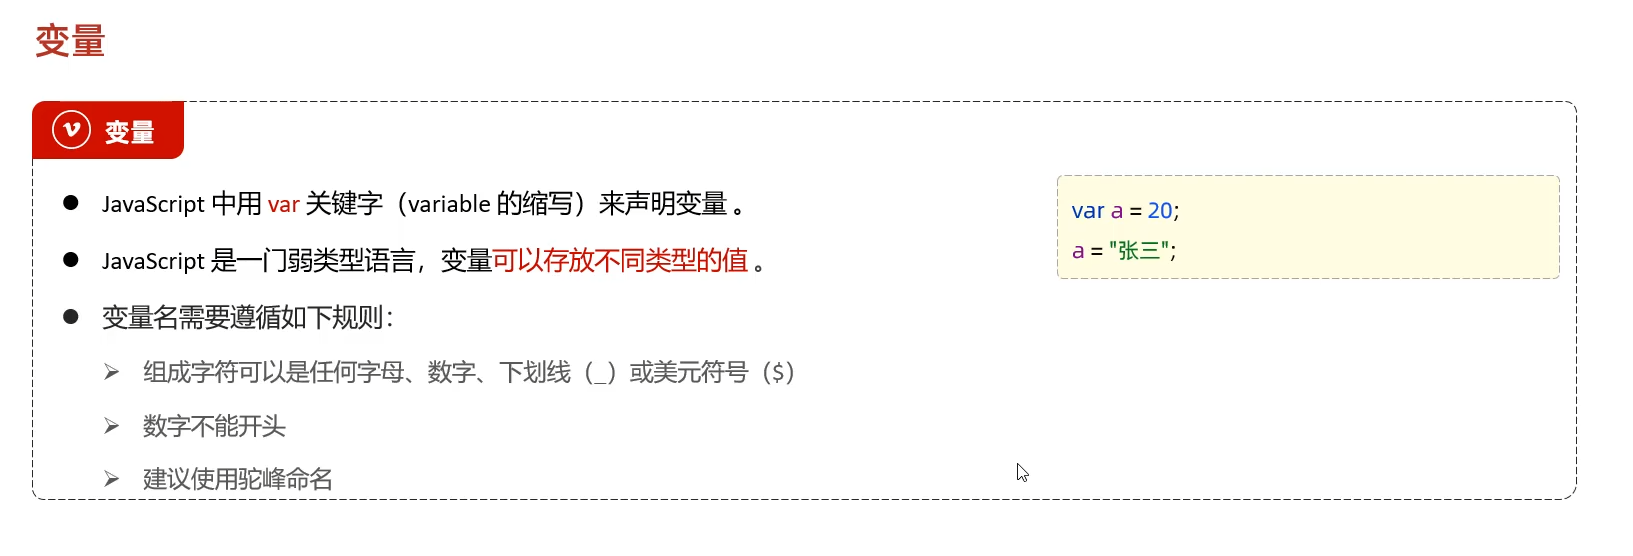 变量
变量
JavaScript 中用 var 关键字（variable 的缩写）来声明变量 。
JavaScript 是一门弱类型语言，变量可以存放不同类型的值 。
变量名需要遵循如下规则：
组成字符可以是任何字母、数字、下划线（_）或美元符号（$）
数字不能开头
建议使用驼峰命名
var a = 20;
a = "张三";